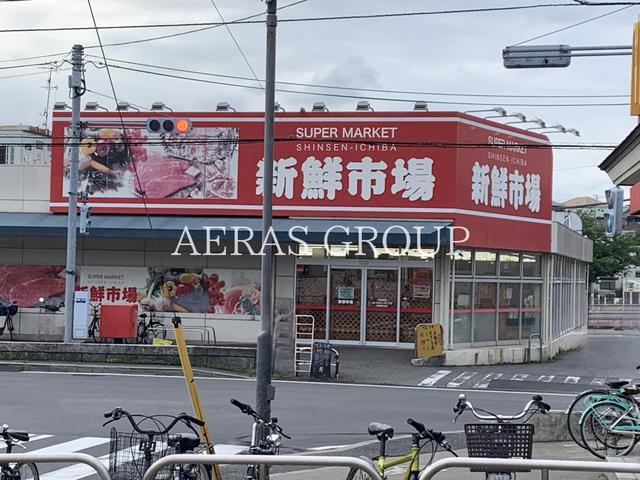 SUPER MARKET
SHINSEN-ICHIBA
新鮮市場
SUPER MARKET
SHINSEN-ICHIBA
新鮮市場
AERAS GROUP
SUPER MARKET
新鮮市場